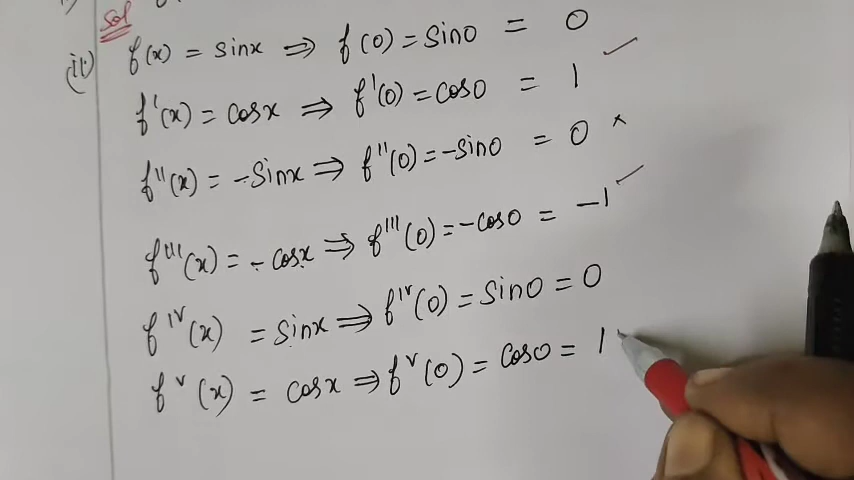 Sol
(ii) f(x) = sinx ⇒ f(0) = sin0 = 0
f'(x) = cosx ⇒ f'(0) = cos0 = 1 ✓
f''(x) = -sinx ⇒ f''(0) = -sin0 = 0 ×
f'''(x) = -cosx ⇒ f'''(0) = -cos0 = -1 ✓
f^IV(x) = sinx ⇒ f^IV(0) = sin0 = 0
f^V(x) = cosx ⇒ f^V(0) = cos0 = 1